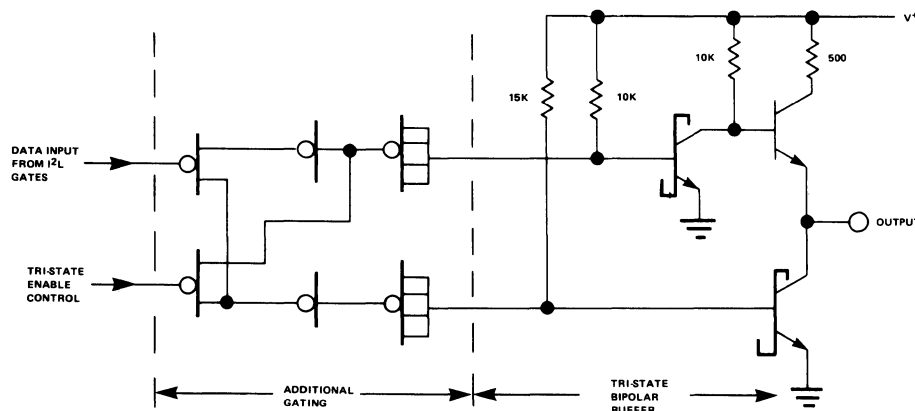 V+
10K
500
15K
10K
DATA INPUT
FROM I²L
GATES
OUTPUT
TRI-STATE
ENABLE
CONTROL
ADDITIONAL
GATING
TRI-STATE
BIPOLAR
BUFFER